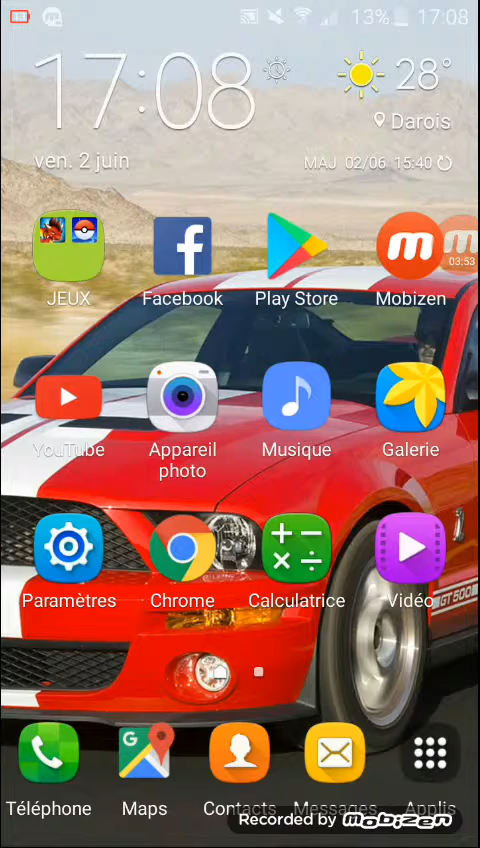 13% 17:08
17:08
28°
Darois
ven. 2 juin
MAJ 02/06 15:40
G
03:53
JEUX
Facebook
Play Store
Mobizen
YouTube
Appareil photo
Musique
Galerie
Paramètres
Chrome
Calculatrice
Vidéo
GT500
Téléphone
Maps
Contacts
Messages
Applis
Recorded by mobizen